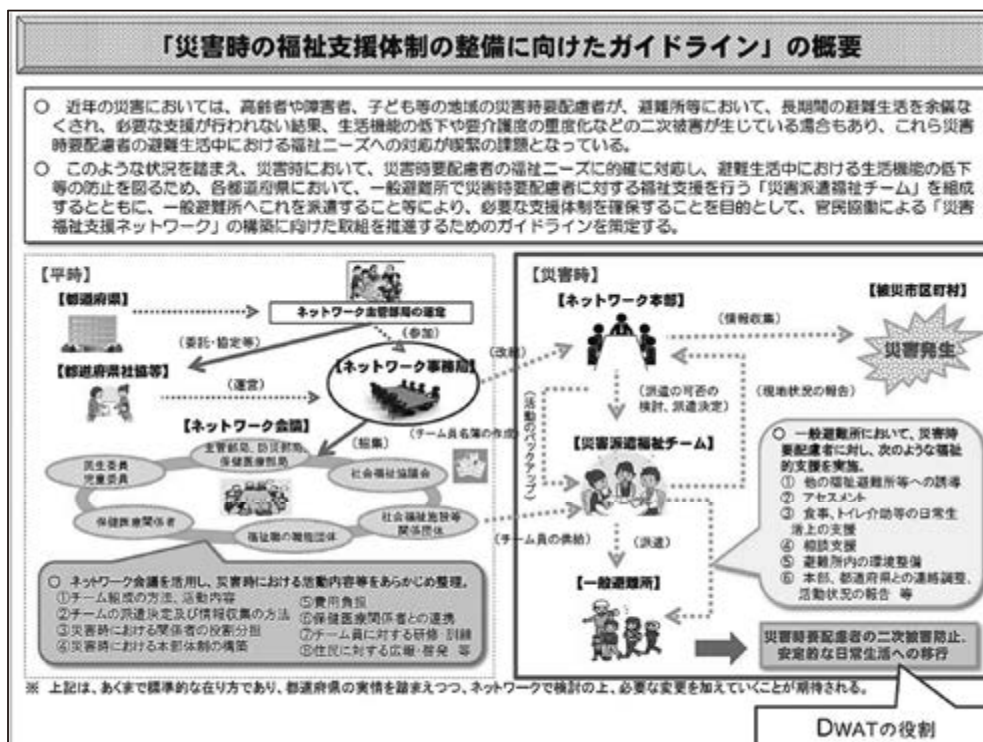 「災害時の福祉支援体制の整備に向けたガイドライン」の概要
○ 近年の災害においては、高齢者や障害者、子ども等の地域の災害時要配慮者が、避難所等において、長期間の避難生活を余儀な
くされ、必要な支援が行われない結果、生活機能の低下や要介護度の重度化などの二次被害が生じている場合もあり、これら災害
時要配慮者の避難生活中における福祉ニーズへの対応が喫緊の課題となっている。
○ このような状況を踏まえ、災害時において、災害時要配慮者の福祉ニーズに的確に対応し、避難生活中における生活機能の低下
等の防止を図るため、各都道府県において、一般避難所で災害時要配慮者に対する福祉支援を行う「災害派遣福祉チーム」を組成
するとともに、一般避難所へこれを派遣すること等により、必要な支援体制を確保することを目的として、官民協働による「災害
福祉支援ネットワーク」の構築に向けた取組を推進するためのガイドラインを策定する。
【平時】
【都道府県】
ネットワーク主管部局の選定
(委託・協定等)
(参加)
【都道府県社協等】
(運営)
【ネットワーク事務局】
(改組)
【ネットワーク会議】
(招集)
(チーム員名簿の作成)
主管部局、防災部局、
保健医療部局
民生委員
児童委員
社会福祉協議会
保健医療関係者
福祉職の職能団体
社会福祉施設等
関係団体
(チーム員の供給)
○ ネットワーク会議を活用し、災害時における活動内容等をあらかじめ整理。
①チーム組成の方法、活動内容
②チームの派遣決定及び情報収集の方法
③災害時における関係者の役割分担
④災害時における本部体制の構築
⑤費用負担
⑥保健医療関係者との連携
⑦チーム員に対する研修・訓練
⑧住民に対する広報・啓発 等
【災害時】
【ネットワーク本部】
【被災市区町村】
(情報収集)
災害発生
(派遣の可否の
検討、派遣決定)
(現地状況の報告)
(活動のバックアップ)
【災害派遣福祉チーム】
(派遣)
【一般避難所】
○ 一般避難所において、災害時
要配慮者に対し、次のような福祉
的支援を実施。
① 他の福祉避難所等への誘導
② アセスメント
③ 食事、トイレ介助等の日常生
活上の支援
④ 相談支援
⑤ 避難所内の環境整備
⑥ 本部、都道府県との連絡調整、
活動状況の報告 等
災害時要配慮者の二次被害防止、
安定的な日常生活への移行
※ 上記は、あくまで標準的な在り方であり、都道府県の実情を踏まえつつ、ネットワークで検討の上、必要な変更を加えていくことが期待される。
DWATの役割